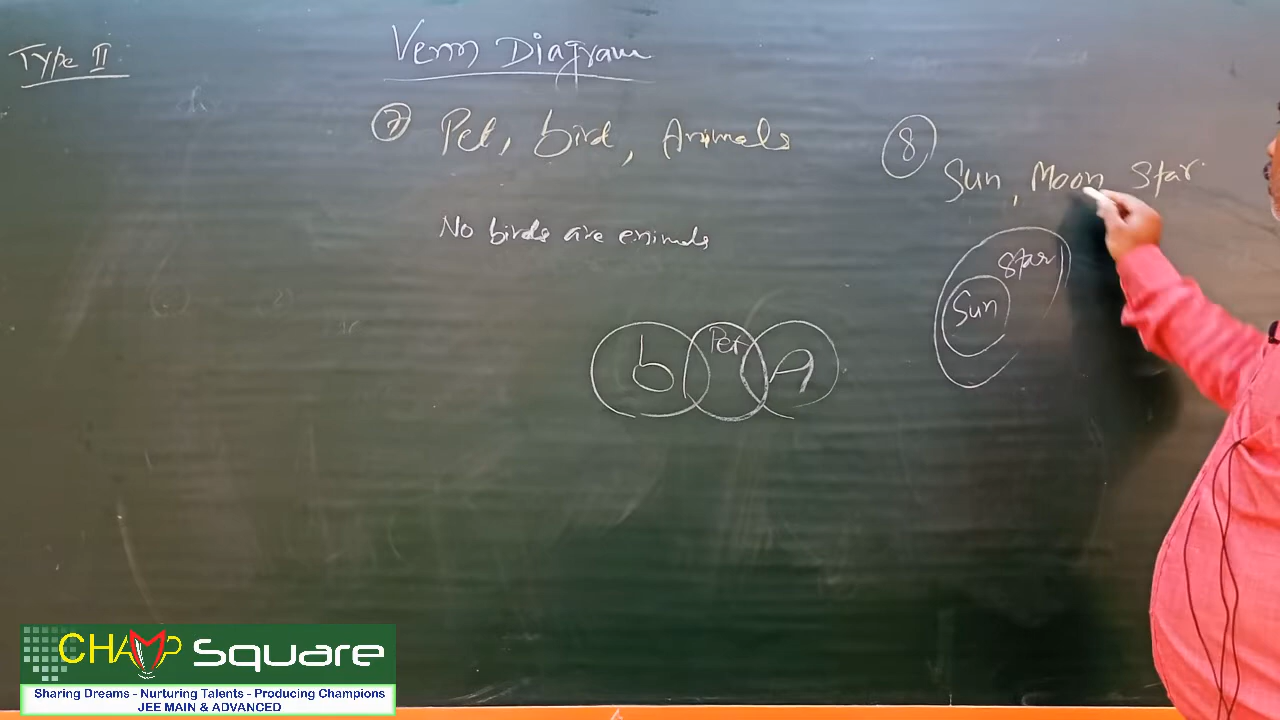 Type II
Venn Diagram
7 Pet, bird, Animals
No birds are animals
b Pet A
8
Sun, Moon Star
Star
Sun
CHAMP Square
Sharing Dreams - Nurturing Talents - Producing Champions
JEE MAIN & ADVANCED